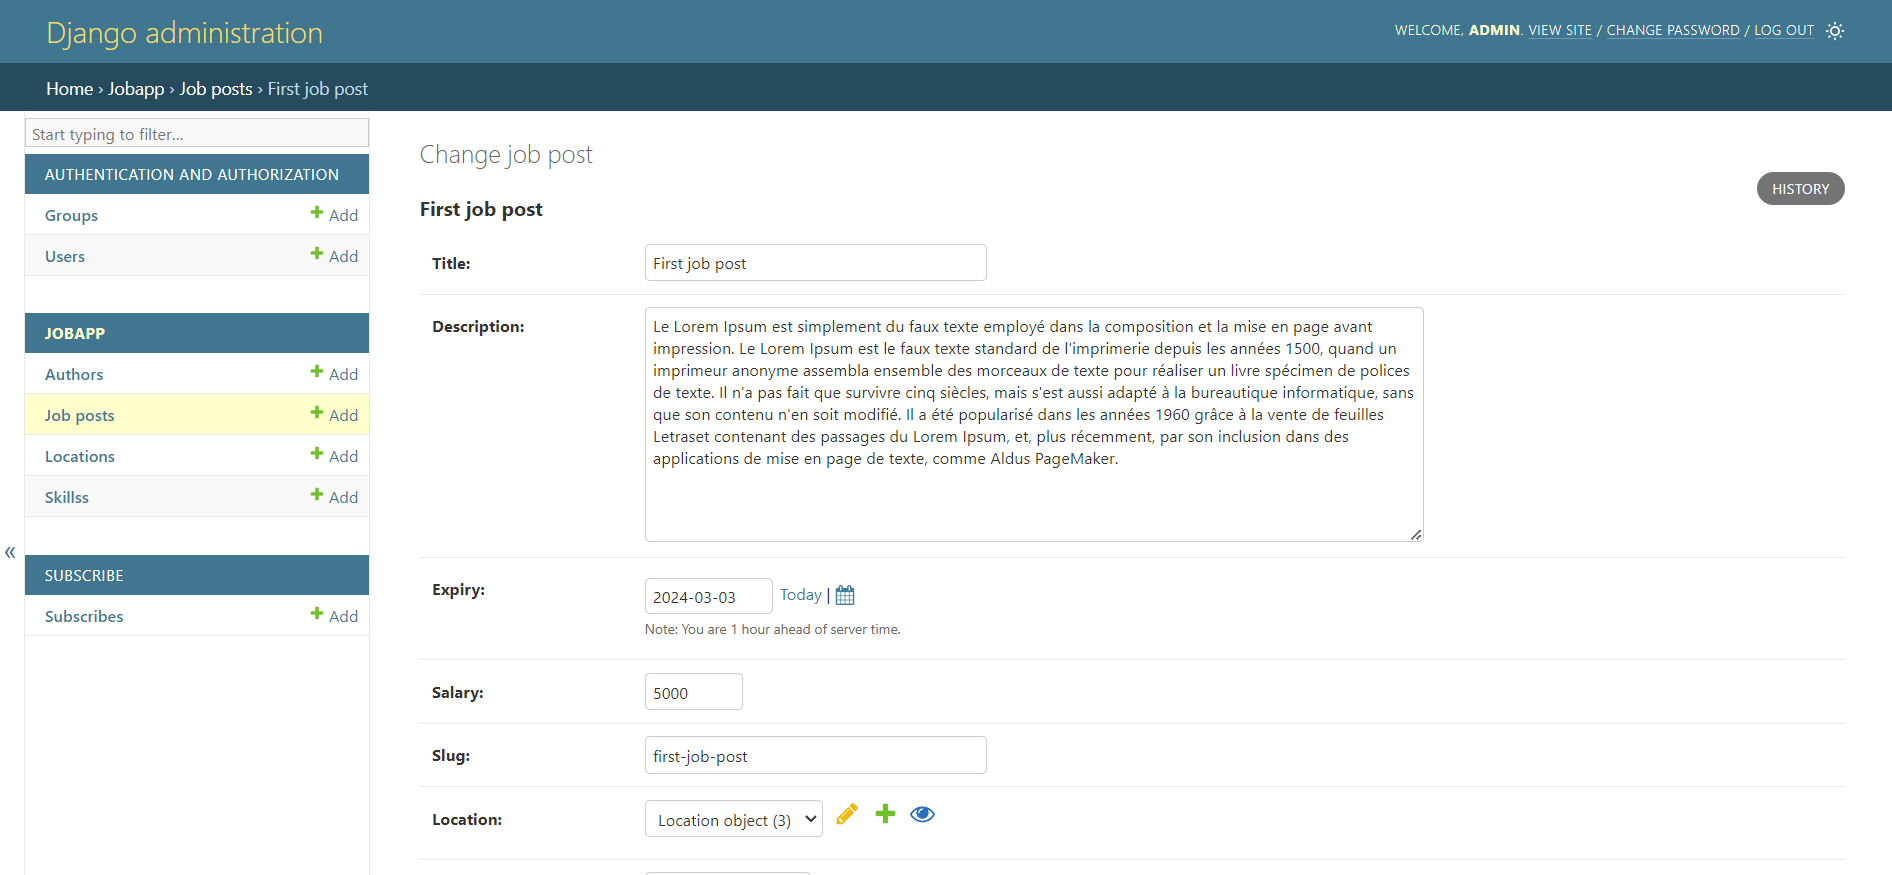 Django administration
WELCOME, ADMIN. VIEW SITE / CHANGE PASSWORD / LOG OUT
Home › Jobapp › Job posts › First job post
Start typing to filter...
AUTHENTICATION AND AUTHORIZATION
Groups
Add
Users
Add
JOBAPP
Authors
Add
Job posts
Add
Locations
Add
Skillss
Add
«
SUBSCRIBE
Subscribes
Add
Change job post
HISTORY
First job post
Title:
First job post
Description:
Le Lorem Ipsum est simplement du faux texte employé dans la composition et la mise en page avant
impression. Le Lorem Ipsum est le faux texte standard de l'imprimerie depuis les années 1500, quand un
imprimeur anonyme assembla ensemble des morceaux de texte pour réaliser un livre spécimen de polices
de texte. Il n'a pas fait que survivre cinq siècles, mais s'est aussi adapté à la bureautique informatique, sans
que son contenu n'en soit modifié. Il a été popularisé dans les années 1960 grâce à la vente de feuilles
Letraset contenant des passages du Lorem Ipsum, et, plus récemment, par son inclusion dans des
applications de mise en page de texte, comme Aldus PageMaker.
Expiry:
2024-03-03
Today |
Note: You are 1 hour ahead of server time.
Salary:
5000
Slug:
first-job-post
Location:
Location object (3)